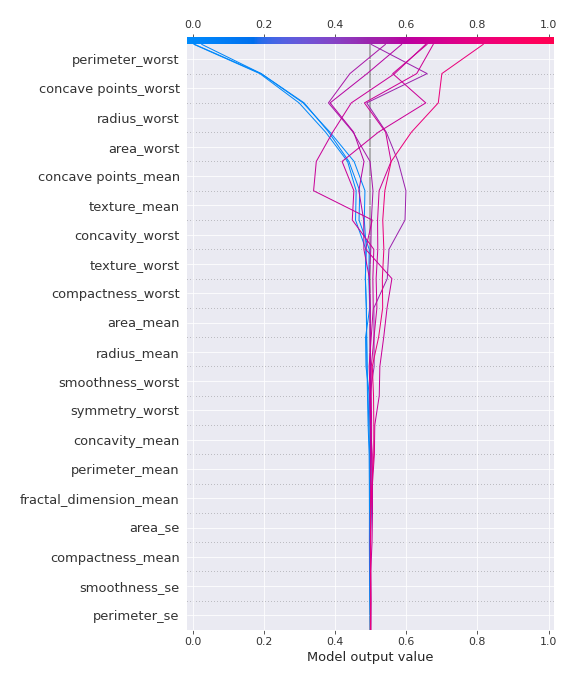 0.0 0.2 0.4 0.6 0.8 1.0
perimeter_worst
concave points_worst
radius_worst
area_worst
concave points_mean
texture_mean
concavity_worst
texture_worst
compactness_worst
area_mean
radius_mean
smoothness_worst
symmetry_worst
concavity_mean
perimeter_mean
fractal_dimension_mean
area_se
compactness_mean
smoothness_se
perimeter_se
0.0 0.2 0.4 0.6 0.8 1.0
Model output value